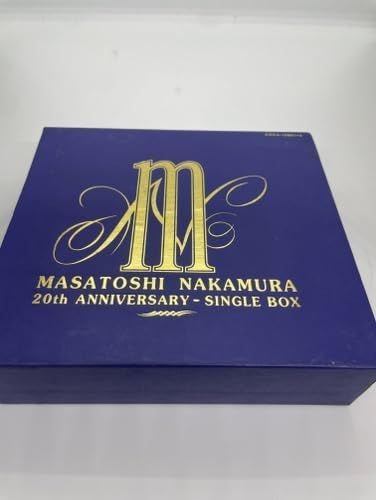 M
MASATOSHI NAKAMURA
20th ANNIVERSARY - SINGLE BOX